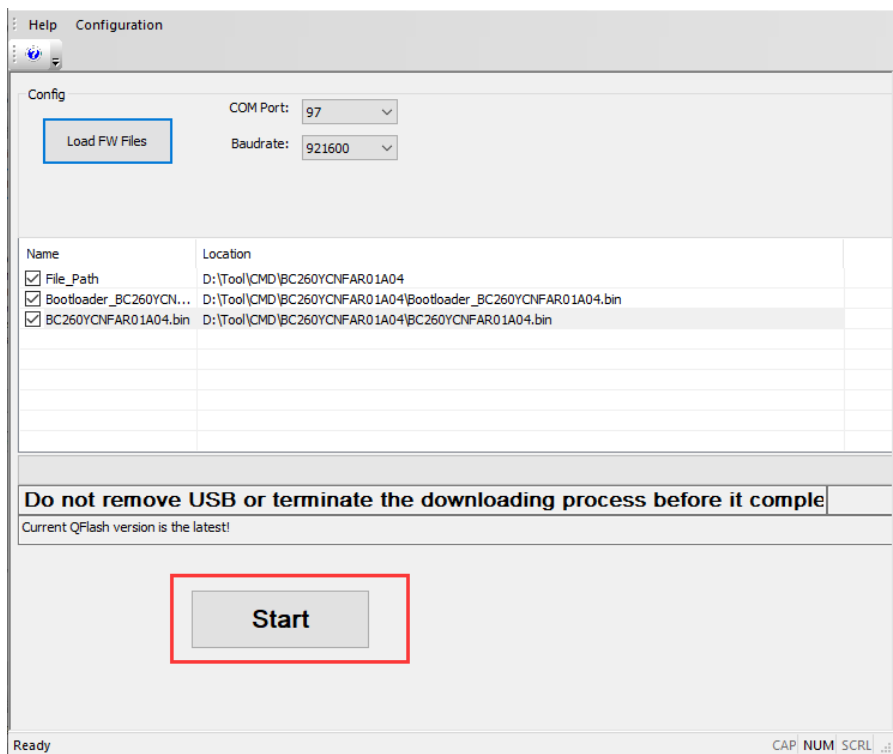 Help Configuration
Config
COM Port: 97
Load FW Files
Baudrate: 921600
Name Location
File_Path D:\Tool\CMD\BC260YCNFAR01A04
Bootloader_BC260YCN... D:\Tool\CMD\BC260YCNFAR01A04\Bootloader_BC260YCNFAR01A04.bin
BC260YCNFAR01A04.bin D:\Tool\CMD\BC260YCNFAR01A04\BC260YCNFAR01A04.bin
Do not remove USB or terminate the downloading process before it comple
Current QFlash version is the latest!
Start
Ready CAP NUM SCRL